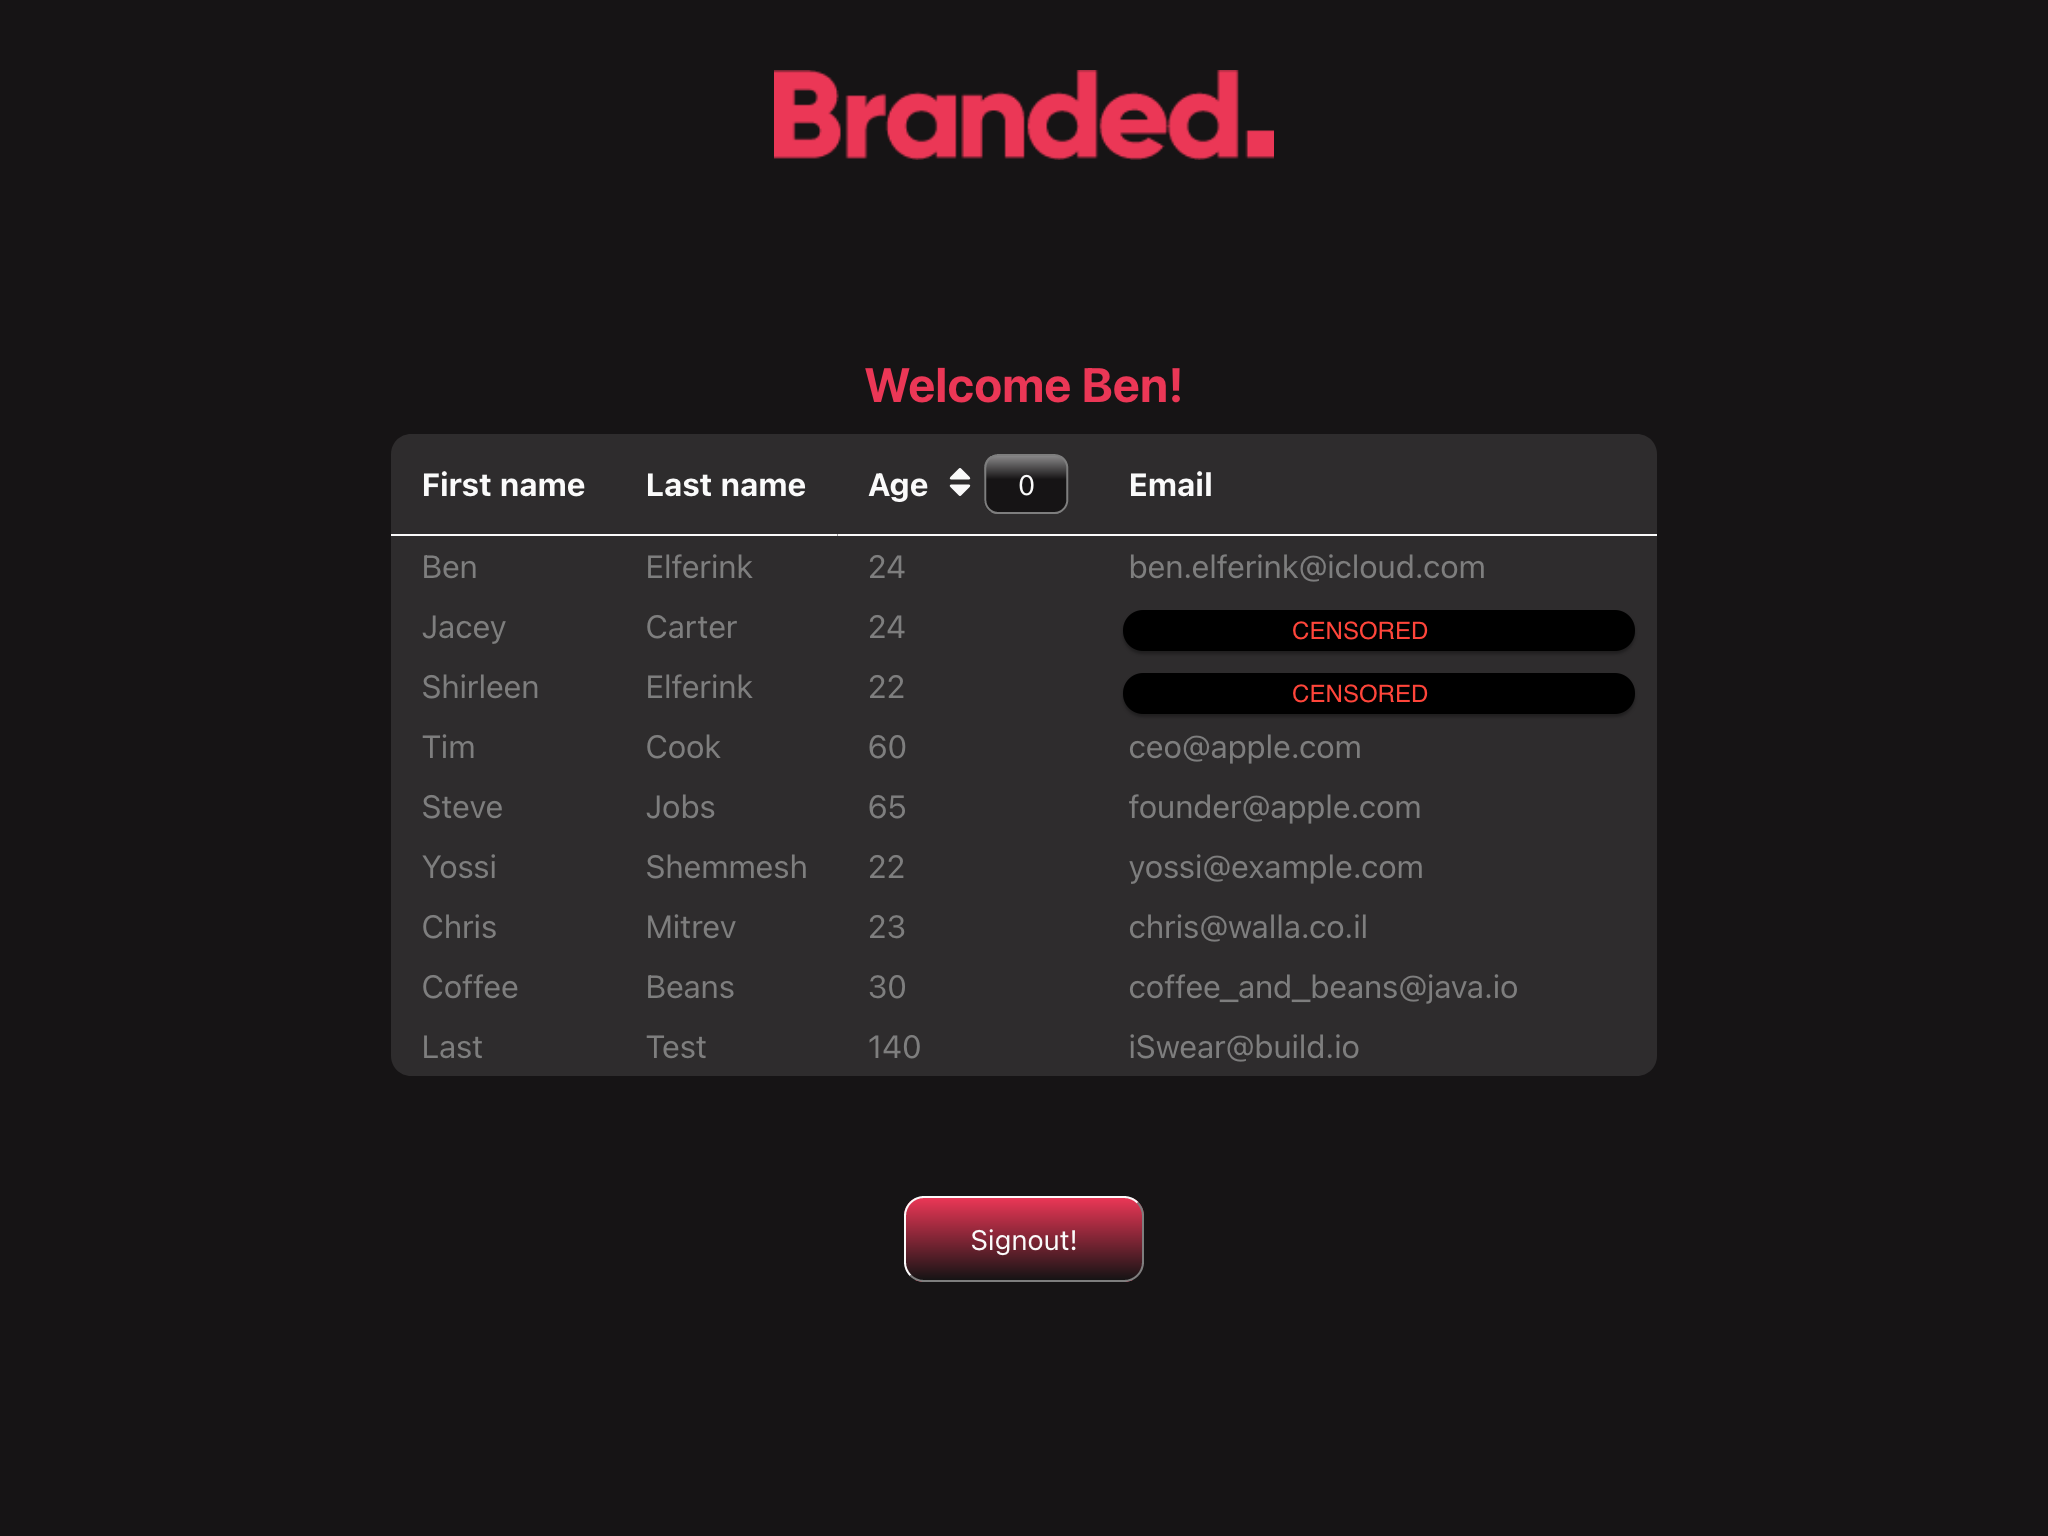 Branded.
Welcome Ben!
First name Last name Age 0 Email
Ben Elferink 24 ben.elferink@icloud.com
Jacey Carter 24 CENSORED
Shirleen Elferink 22 CENSORED
Tim Cook 60 ceo@apple.com
Steve Jobs 65 founder@apple.com
Yossi Shemmesh 22 yossi@example.com
Chris Mitrev 23 chris@walla.co.il
Coffee Beans 30 coffee_and_beans@java.io
Last Test 140 iSwear@build.io
Signout!